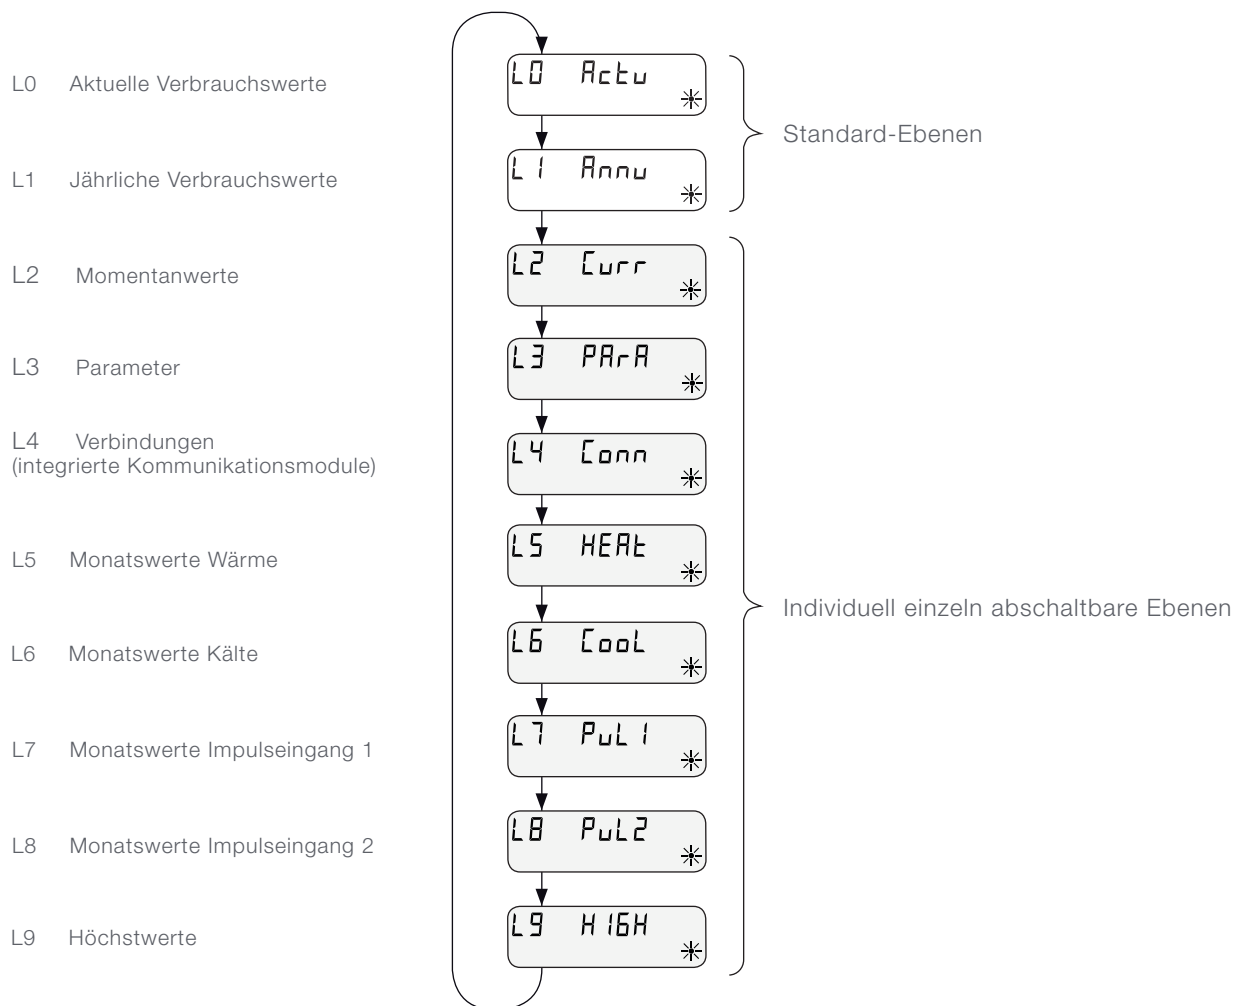 L0 Aktuelle Verbrauchswerte
L0 Actu
Standard-Ebenen
L1 Jährliche Verbrauchswerte
L1 Annu
L2 Momentanwerte
L2 Curr
L3 Parameter
L3 PArA
L4 Verbindungen
(integrierte Kommunikationsmodule)
L4 Conn
L5 Monatswerte Wärme
L5 HEAt
Individuell einzeln abschaltbare Ebenen
L6 Monatswerte Kälte
L6 CooL
L7 Monatswerte Impulseingang 1
L7 PuL1
L8 Monatswerte Impulseingang 2
L8 PuL2
L9 Höchstwerte
L9 HIGH